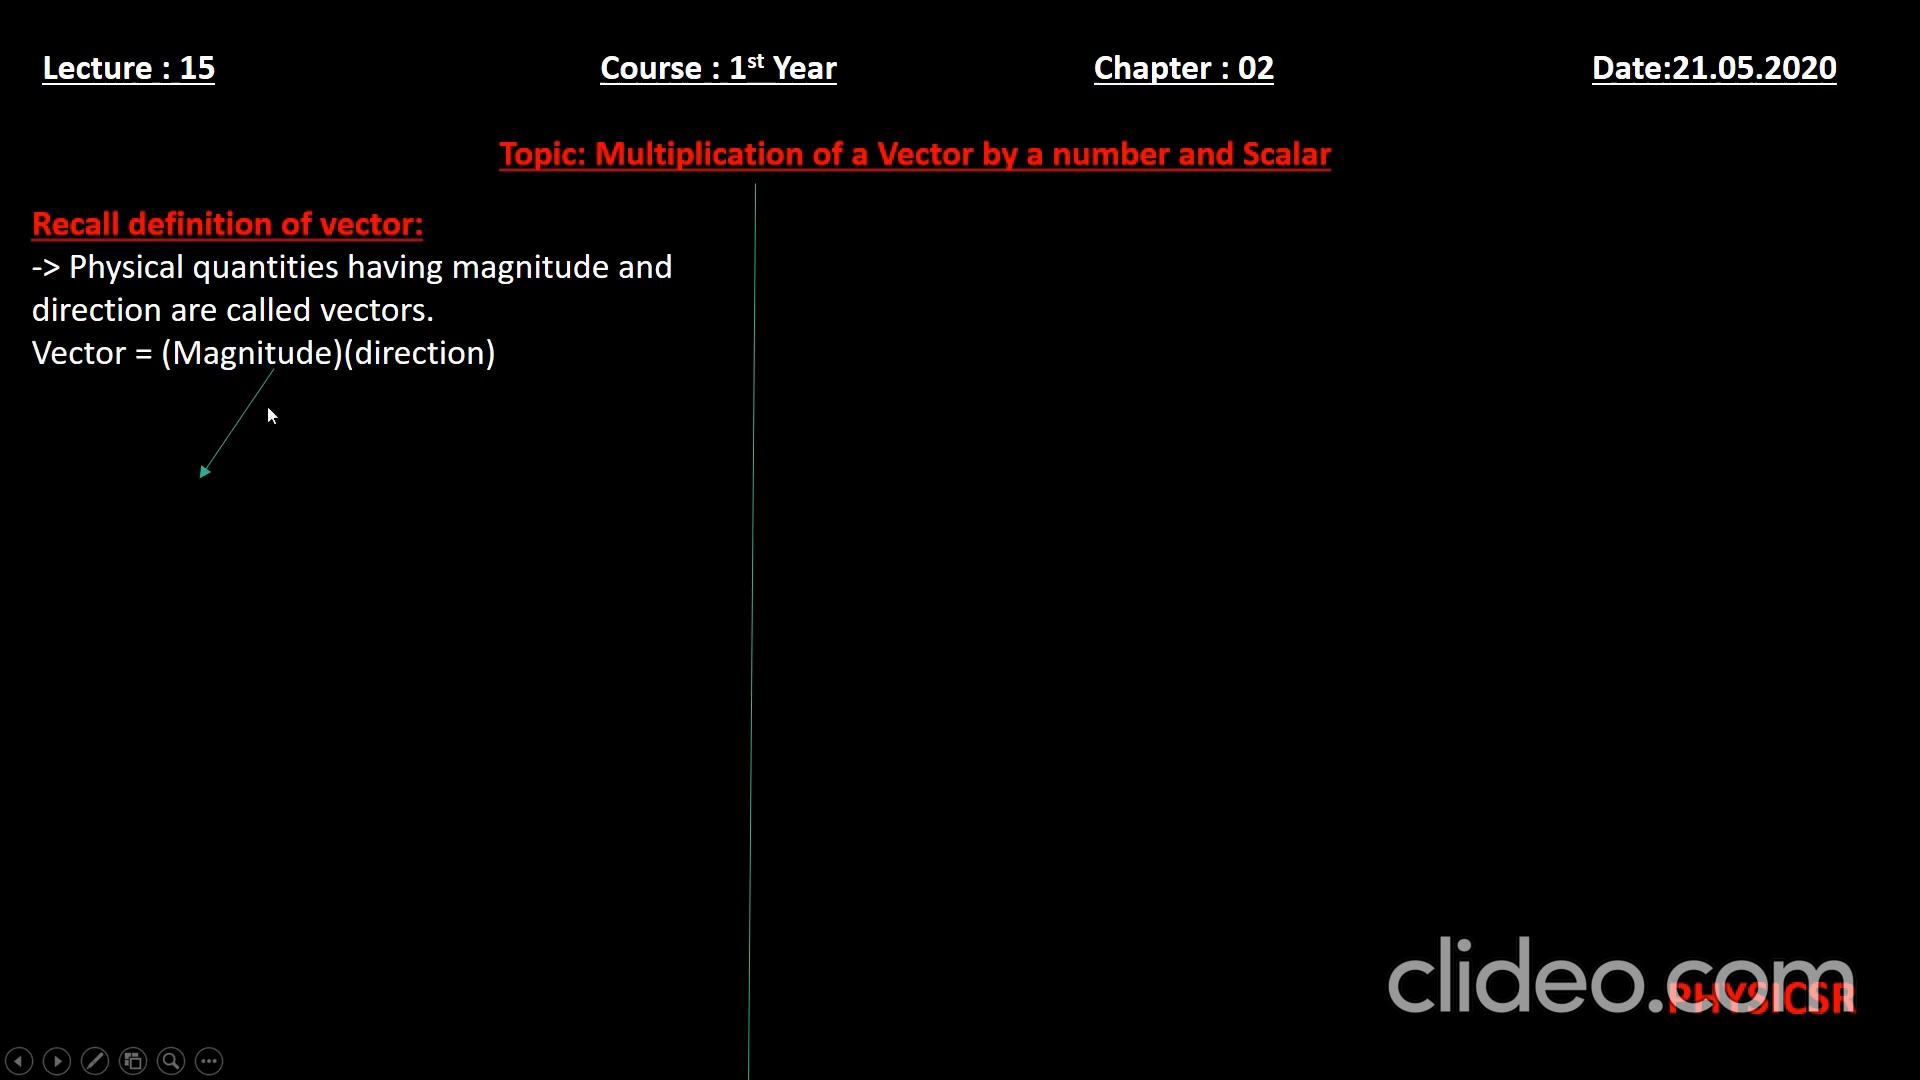 Lecture : 15 Course : 1st Year Chapter : 02 Date:21.05.2020
Topic: Multiplication of a Vector by a number and Scalar
Recall definition of vector:
-> Physical quantities having magnitude and
direction are called vectors.
Vector = (Magnitude)(direction)
clideo.com
PHYSICSR